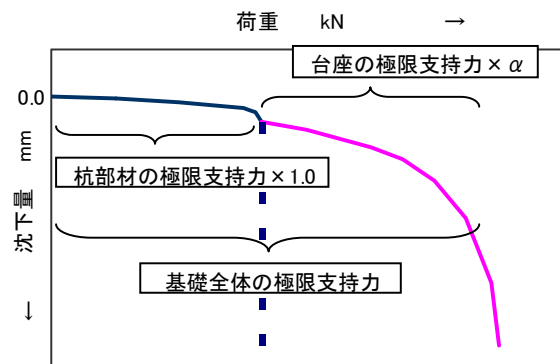 荷重 kN →
台座の極限支持力×α
0.0
沈下量 mm →
杭部材の極限支持力×1.0
基礎全体の極限支持力